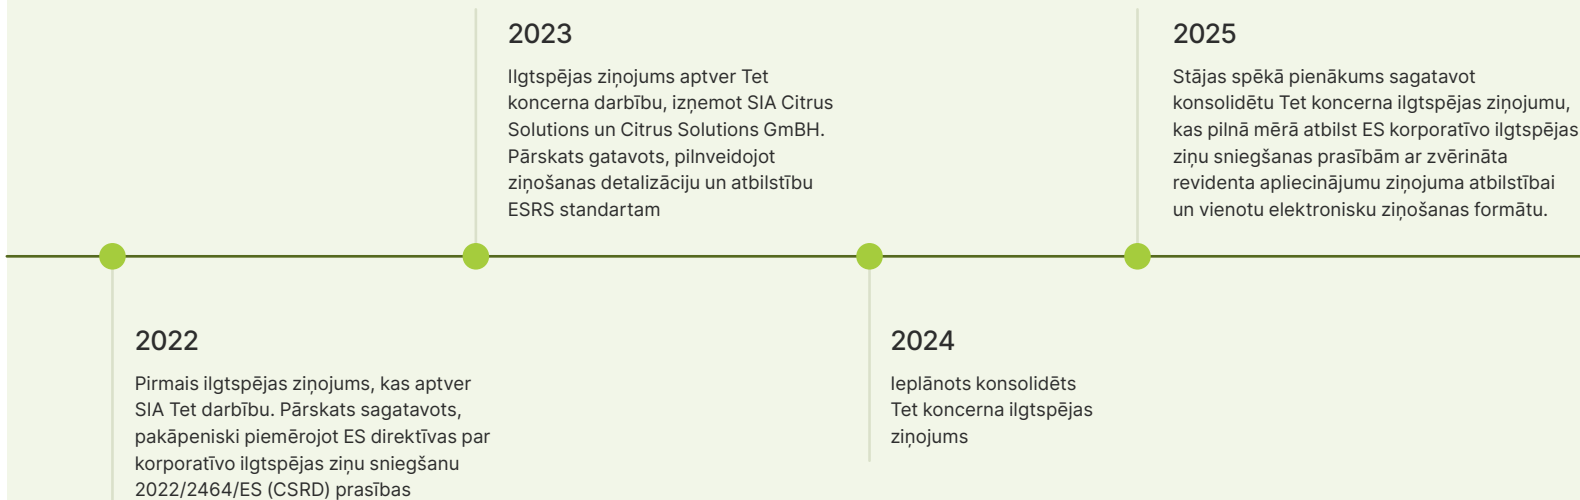 2023
Ilgtspējas ziņojums aptver Tet
koncerna darbību, izņemot SIA Citrus
Solutions un Citrus Solutions GmBH.
Pārskats gatavots, pilnveidojot
ziņošanas detalizāciju un atbilstību
ESRS standartam
2025
Stājas spēkā pienākums sagatavot
konsolidētu Tet koncerna ilgtspējas ziņojumu,
kas pilnā mērā atbilst ES korporatīvo ilgtspējas
ziņu sniegšanas prasībām ar zvērināta
revidenta apliecinājumu ziņojuma atbilstībai
un vienotu elektronisku ziņošanas formātu.
2022
Pirmais ilgtspējas ziņojums, kas aptver
SIA Tet darbību. Pārskats sagatavots,
pakāpeniski piemērojot ES direktīvas par
korporatīvo ilgtspējas ziņu sniegšanu
2022/2464/ES (CSRD) prasības
2024
Ieplānots konsolidēts
Tet koncerna ilgtspējas
ziņojums